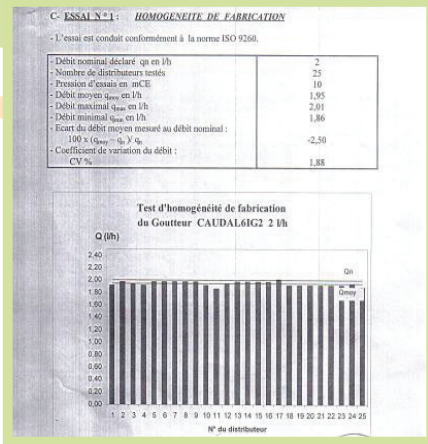 C- ESSAI N°1 : HOMOGENEITE DE FABRICATION
- L'essai est conduit conformément à la norme ISO 9260.
- Débit nominal déclaré qn en l/h 2
- Nombre de distributeurs testés 25
- Pression d'essais en mCE 10
- Débit moyen qmoy en l/h 1,95
- Débit maximal qmax en l/h 2,01
- Débit minimal qmin en l/h 1,86
- Ecart du débit moyen mesuré au débit nominal :
100 x (qmoy – qn )/ qn -2,50
- Coefficient de variation du débit :
CV % 1,88
Test d'homogénéité de fabrication
du Goutteur CAUDAL6IG2 2 l/h
Q (l/h)
2,40
2,20
2,00
1,80
1,60
1,40
1,20
1,00
0,80
0,60
0,40
0,20
0,00
Qn
Qmoy
1 2 3 4 5 6 7 8 9 10 11 12 13 14 15 16 17 18 19 20 21 22 23 24 25
N° du distributeur